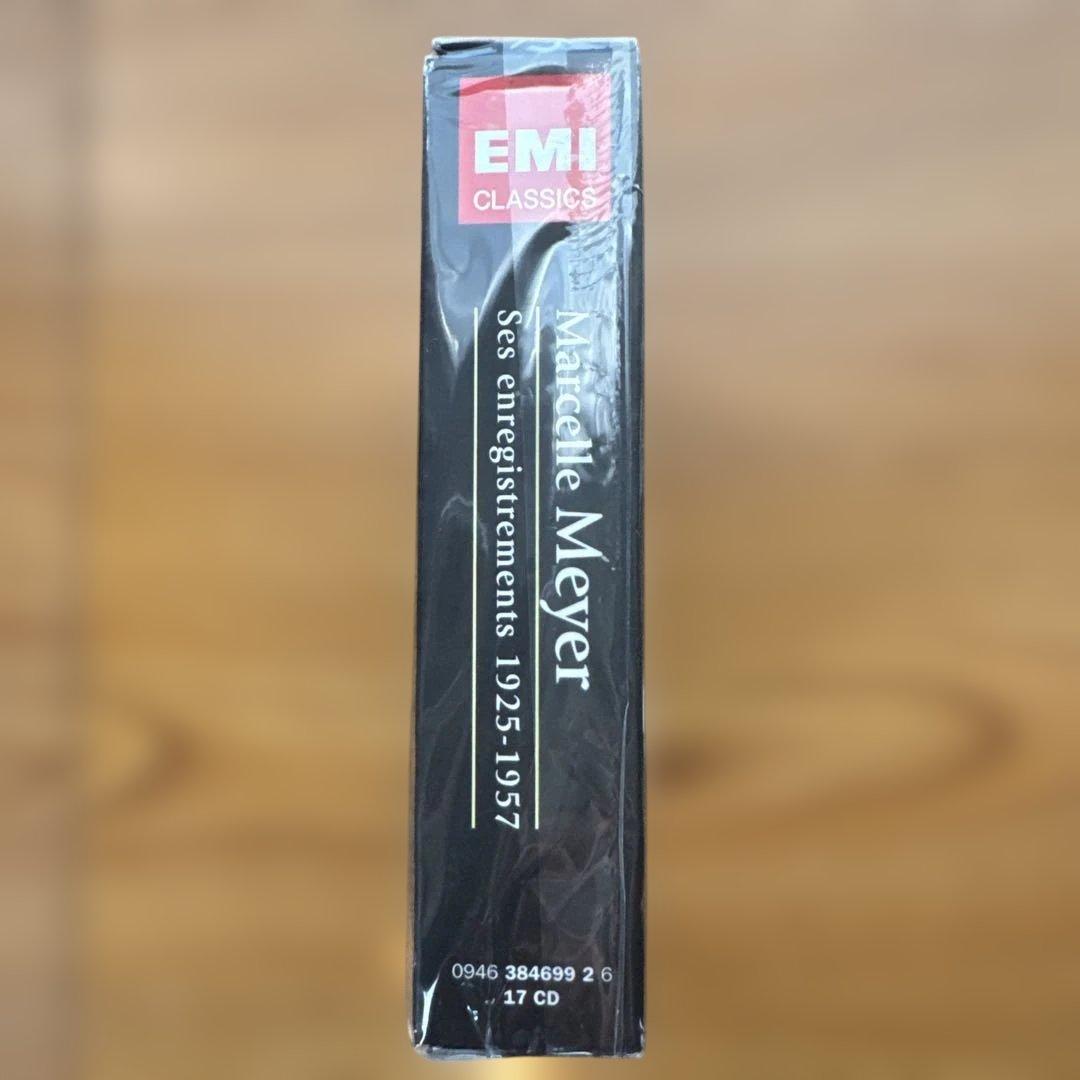 EMI
CLASSICS
Marcelle Meyer
Ses enregistrements 1925-1957
0946 384699 2 6
17 CD